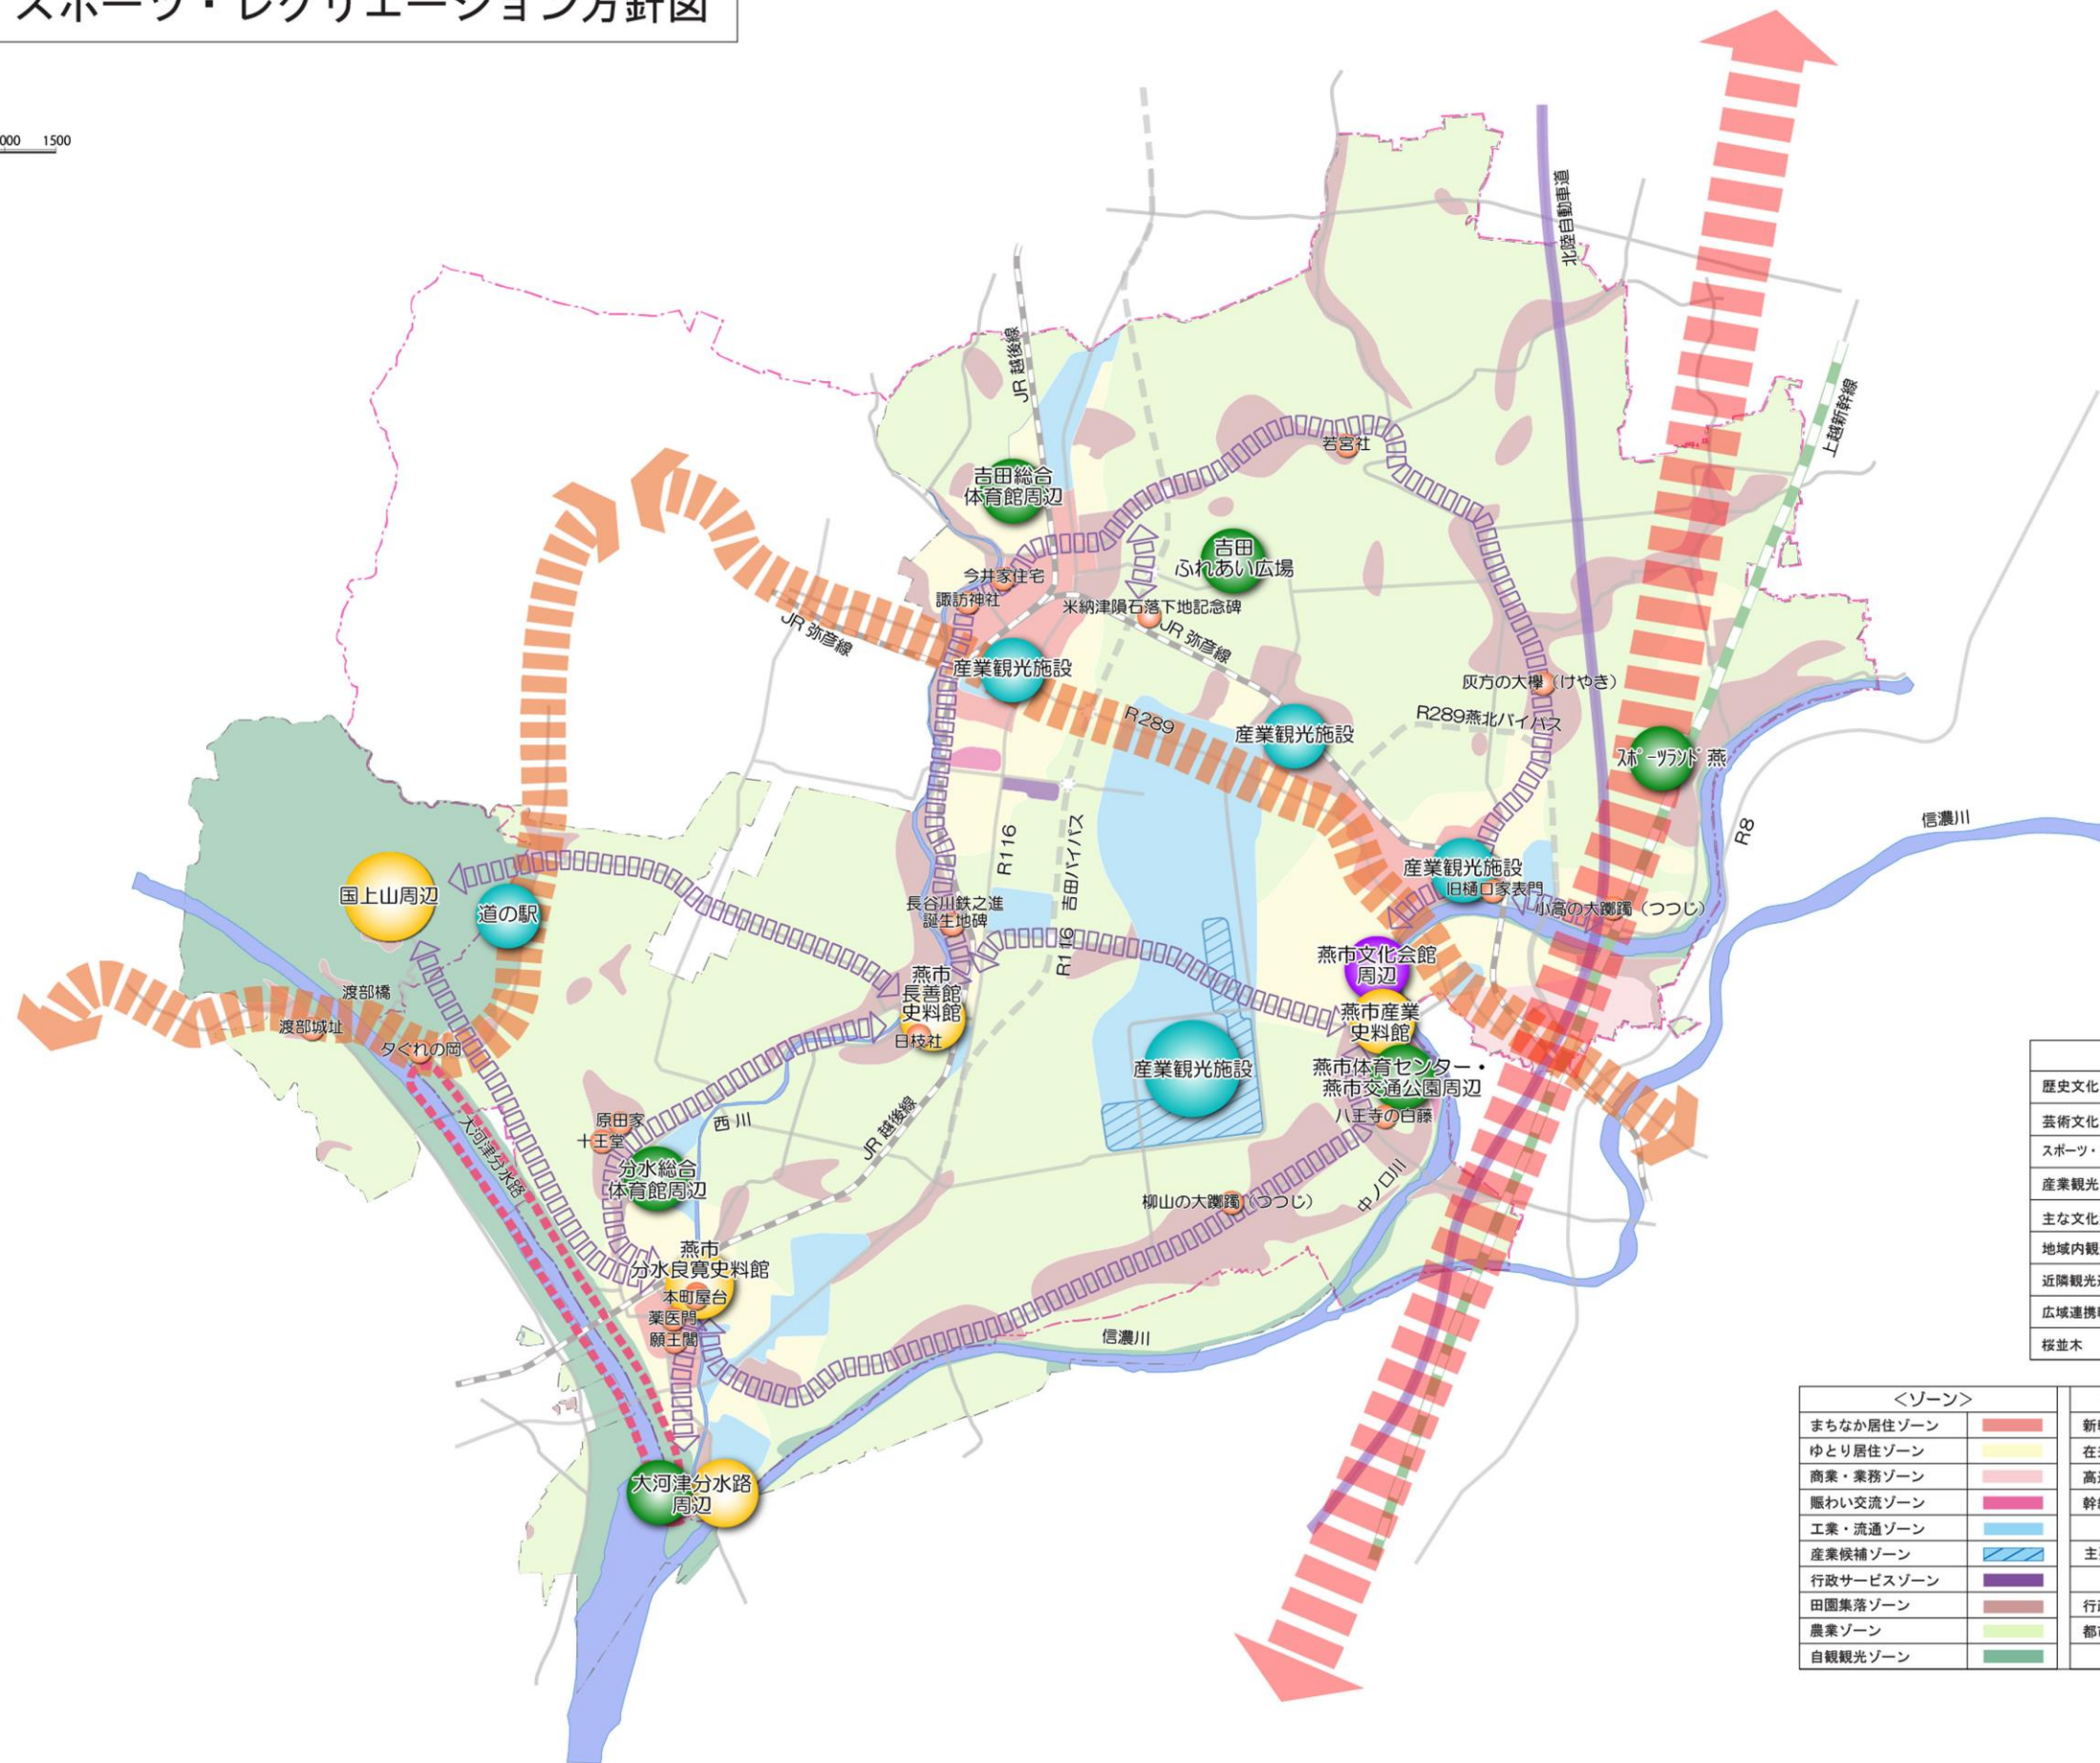 スポーツ・レクリエーション方針図
000 1500
北陸自動車道
JR 越後線
上越新幹線
若宮社
吉田総合
体育館周辺
吉田
ふれあい広場
今井家住宅
諏訪神社
米納津隕石落下地記念碑
JR 弥彦線
JR 弥彦線
産業観光施設
灰方の大欅（けやき）
R289
R289燕北バイパス
産業観光施設
スポーツランド 燕
R8
信濃川
R116
吉田バイパス
R116
産業観光施設
旧樋口家表門
小高の大躑躅（つつじ）
国上山周辺
道の駅
長谷川鉄之進
誕生地碑
燕市文化会館
周辺
燕市
長善館
史料館
日枝社
燕市産業
史料館
渡部橋
渡部城址
夕ぐれの岡
産業観光施設
燕市体育センター・
燕市交通公園周辺
八王寺の白藤
原田家
十王堂
西川
JR 越後線
大河津分水路
分水総合
体育館周辺
柳山の大躑躅（つつじ）
中ノ口川
燕市
分水良寛史料館
本町屋台
薬医門
願王閣
信濃川
大河津分水路
周辺
歴史文化
芸術文化
スポーツ・
産業観光
主な文化
地域内観
近隣観光
広域連携
桜並木
＜ゾーン＞
まちなか居住ゾーン
ゆとり居住ゾーン
商業・業務ゾーン
賑わい交流ゾーン
工業・流通ゾーン
産業候補ゾーン
行政サービスゾーン
田園集落ゾーン
農業ゾーン
自観観光ゾーン
新
在
高
幹
主
行
都